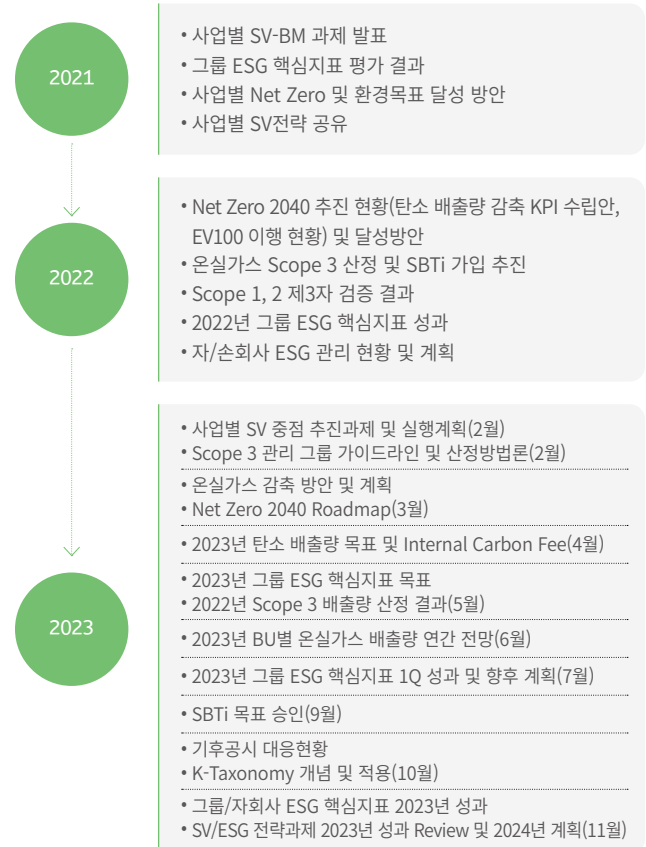 2021
• 사업별 SV-BM 과제 발표
• 그룹 ESG 핵심지표 평가 결과
• 사업별 Net Zero 및 환경목표 달성 방안
• 사업별 SV전략 공유
2022
• Net Zero 2040 추진 현황(탄소 배출량 감축 KPI 수립안,
EV100 이행 현황) 및 달성방안
• 온실가스 Scope 3 산정 및 SBTi 가입 추진
• Scope 1, 2 제3자 검증 결과
• 2022년 그룹 ESG 핵심지표 성과
• 자/손회사 ESG 관리 현황 및 계획
2023
• 사업별 SV 중점 추진과제 및 실행계획(2월)
• Scope 3 관리 그룹 가이드라인 및 산정방법론(2월)
• 온실가스 감축 방안 및 계획
• Net Zero 2040 Roadmap(3월)
• 2023년 탄소 배출량 목표 및 Internal Carbon Fee(4월)
• 2023년 그룹 ESG 핵심지표 목표
• 2022년 Scope 3 배출량 산정 결과(5월)
• 2023년 BU별 온실가스 배출량 연간 전망(6월)
• 2023년 그룹 ESG 핵심지표 1Q 성과 및 향후 계획(7월)
• SBTi 목표 승인(9월)
• 기후공시 대응현황
• K-Taxonomy 개념 및 적용(10월)
• 그룹/자회사 ESG 핵심지표 2023년 성과
• SV/ESG 전략과제 2023년 성과 Review 및 2024년 계획(11월)